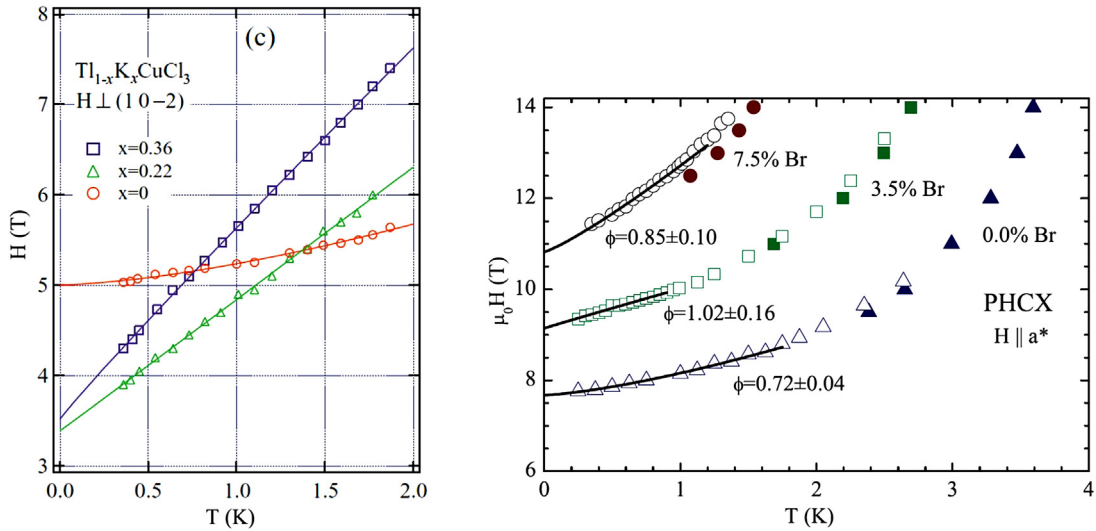 (c)
Tl1-xKxCuCl3
H⊥(1 0 −2)
x=0.36
x=0.22
x=0
H (T)
8
7
6
5
4
3
0.0 0.5 1.0 1.5 2.0
T (K)
14
12
10
8
6
μ0H (T)
7.5% Br
3.5% Br
0.0% Br
ϕ=0.85±0.10
ϕ=1.02±0.16
ϕ=0.72±0.04
PHCX
H || a*
0 1 2 3 4
T (K)